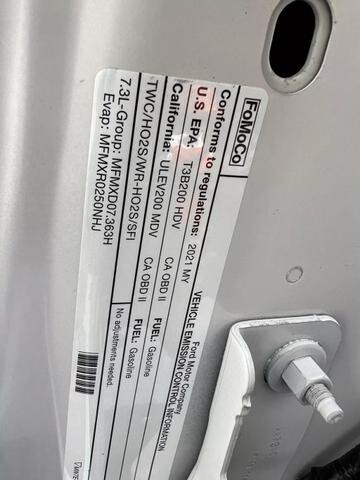 FoMoCo
Ford Motor Company
VEHICLE EMISSION CONTROL INFORMATION
Conforms to regulations: 2021 MY
U.S. EPA: T3B200 HDV CA OBD II FUEL: Gasoline
California: ULEV200 MDV CA OBD II FUEL: Gasoline
TWC/HO2S/WR-HO2S/SFI
7.3L-Group: MFMXD07.363H
Evap: MFMXR0250NHJ
No adjustments needed.